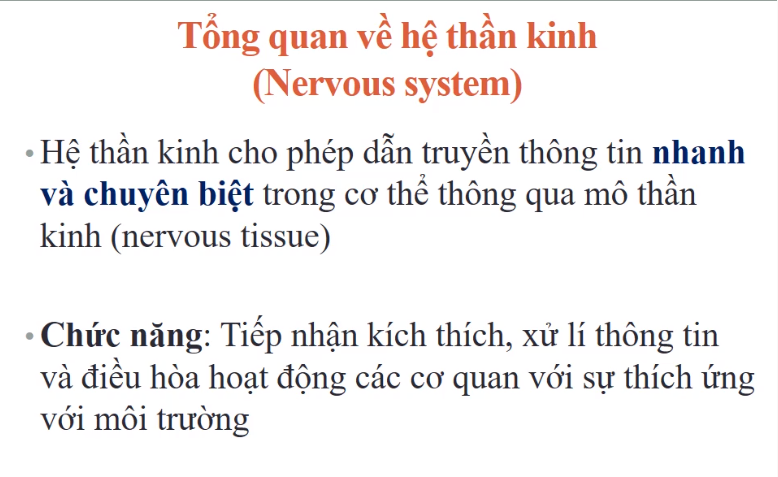 Tổng quan về hệ thần kinh
(Nervous system)
• Hệ thần kinh cho phép dẫn truyền thông tin nhanh
và chuyên biệt trong cơ thể thông qua mô thần
kinh (nervous tissue)
• Chức năng: Tiếp nhận kích thích, xử lí thông tin
và điều hòa hoạt động các cơ quan với sự thích ứng
với môi trường